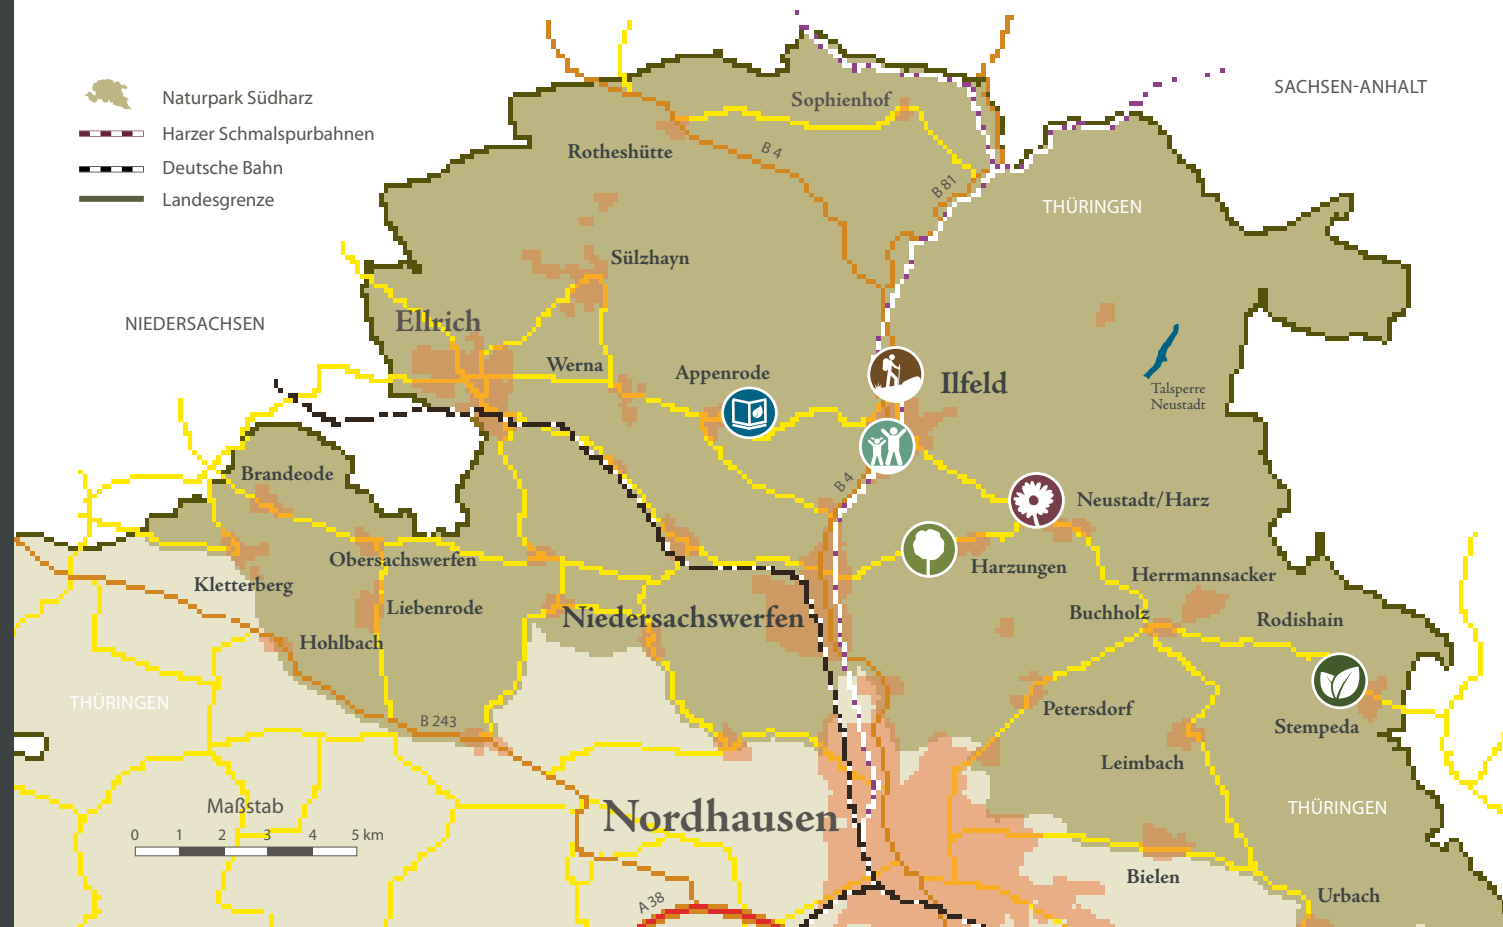 SACHSEN-ANHALT
Naturpark Südharz
Harzer Schmalspurbahnen
Deutsche Bahn
Landesgrenze
Sophienhof
Rotheshütte
B 4
B 81
THÜRINGEN
Sülzhayn
NIEDERSACHSEN
Ellrich
Werna
Appenrode
Ilfeld
Talsperre
Neustadt
Brandeode
B 4
Neustadt/Harz
Obersachswerfen
Harzungen
Kletterberg
Herrmannsacker
Liebenrode
Niedersachswerfen
Buchholz
Rodishain
Hohlbach
THÜRINGEN
B 243
Petersdorf
Stempeda
Leimbach
Maßstab
0 1 2 3 4 5 km
Nordhausen
THÜRINGEN
Bielen
A 38
Urbach